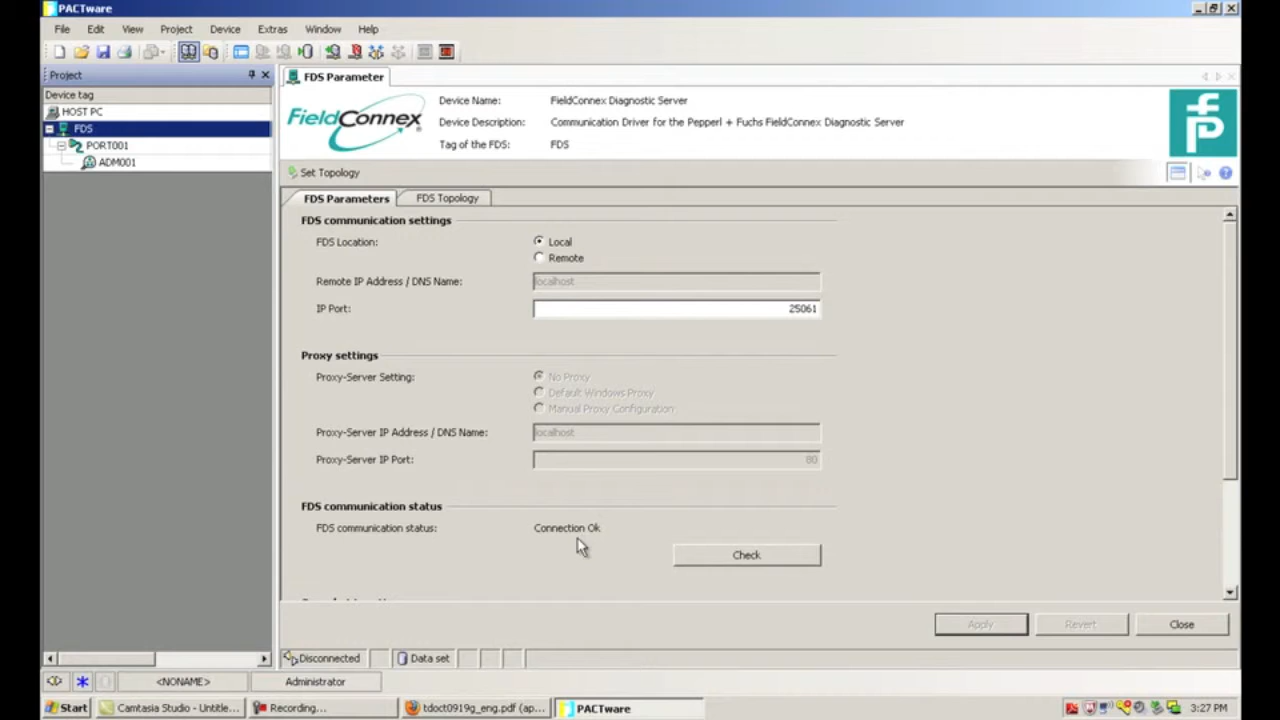 PACTware
File Edit View Project Device Extras Window Help
Project
FDS Parameter
Device tag
HOST PC
FDS
PORT001
ADM001
FieldConnex
Device Name: FieldConnex Diagnostic Server
Device Description: Communication Driver for the Pepperl + Fuchs FieldConnex Diagnostic Server
Tag of the FDS: FDS
Set Topology
FDS Parameters FDS Topology
FDS communication settings
FDS Location: Local
Remote
Remote IP Address / DNS Name: localhost
IP Port: 25061
Proxy settings
Proxy-Server Setting: No Proxy
Default Windows Proxy
Manual Proxy Configuration
Proxy-Server IP Address / DNS Name: localhost
Proxy-Server IP Port: 80
FDS communication status
FDS communication status: Connection Ok
Check
Apply Revert Close
Disconnected Data set
<NONAME> Administrator
Start Camtasia Studio - Untitle... Recording... tdoct0919g_eng.pdf (ap... PACTware 3:27 PM